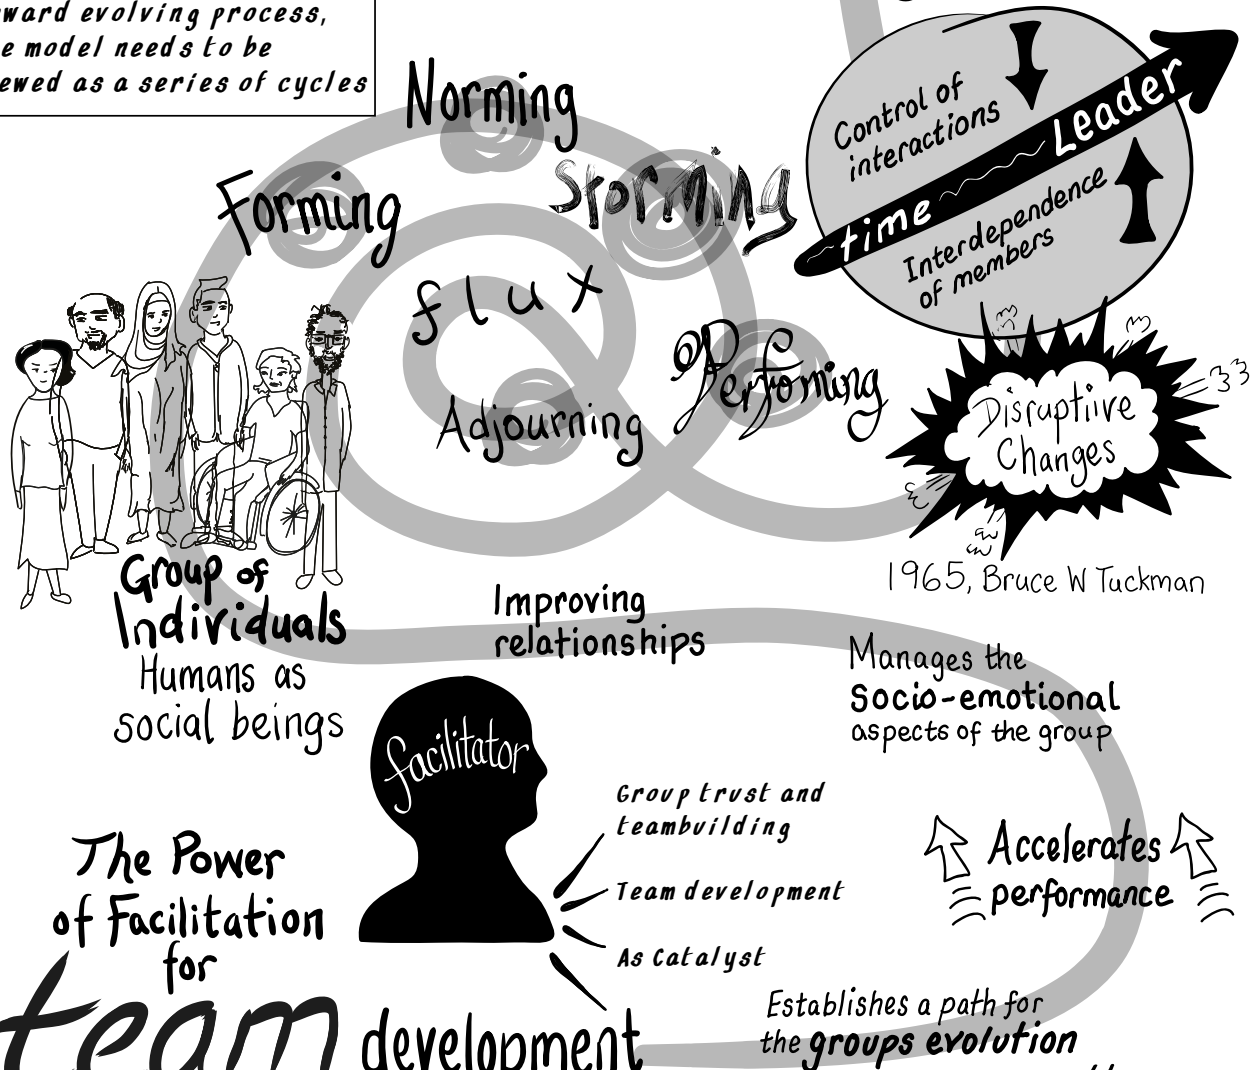 ward evolving process,
e model needs to be
ewed as a series of cycles
Norming
Storming
Forming
flux
Adjourning
Perfoming
Control of
interactions
time Leader
Interdependence
of members
Disruptiive
Changes
1965, Bruce W Tuckman
Group of
Individuals
Humans as
social beings
Improving
relationships
Manages the
socio-emotional
aspects of the group
facilitator
Group trust and
teambuilding
Team development
As Catalyst
Accelerates
performance
The Power
of Facilitation
for
team development
Establishes a path for
the groups evolution